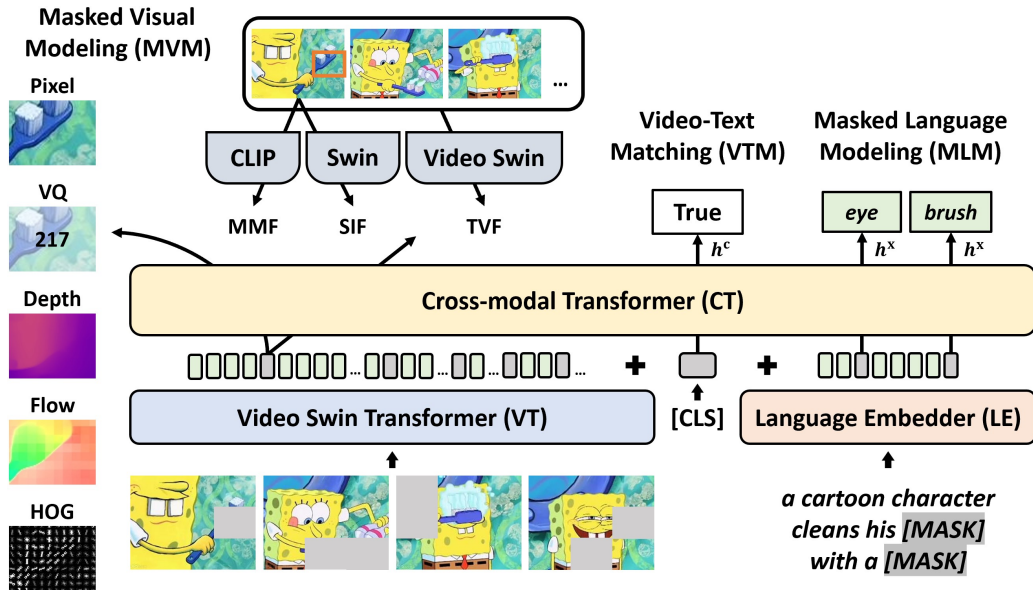 Masked Visual
Modeling (MVM)
Pixel
VQ
217
Depth
Flow
HOG
...
CLIP
Swin
Video Swin
MMF
SIF
TVF
Video-Text
Matching (VTM)
True
h^c
Masked Language
Modeling (MLM)
eye
brush
h^x
h^x
Cross-modal Transformer (CT)
... ... ... ...
+
+
Video Swin Transformer (VT)
[CLS]
Language Embedder (LE)
a cartoon character
cleans his [MASK]
with a [MASK]